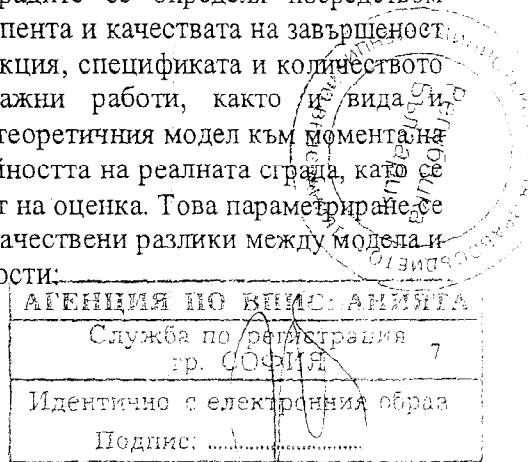 се определя посредством
пента и качествата на завършеност
кция, спецификата и количеството
ажни работи, както и вида и
теоретичния модел към момента на
йността на реалната сграда, като се
т на оценка. Това параметриране се
ачествени разлики между модела и
ости:
АГЕНЦИЯ ПО ВПИСВАНИЯТА
Служба по регистрация
гр. СОФИЯ
7
Идентично с електронния образ
Подпис:
Република
България